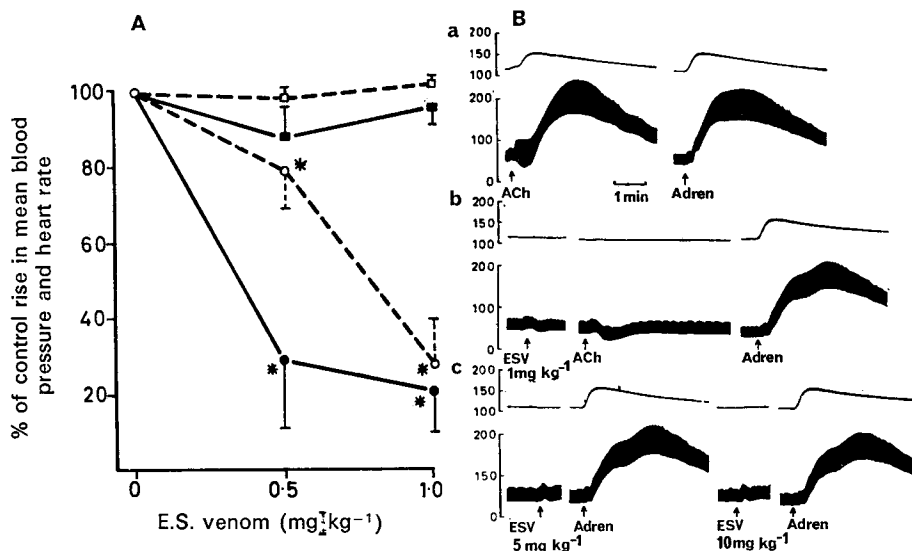 A
% of control rise in mean blood
pressure and heart rate
100
80
60
40
20
*
*
*
*
0
0·5
1·0
E.S. venom (mg kg⁻¹)
B
a
200
150
100
200
100
0
ACh
Adren
1 min
b
200
150
100
200
100
0
ESV
1mg kg⁻¹
ACh
Adren
c
200
150
100
200
150
0
ESV
5 mg kg⁻¹
Adren
ESV
10mg kg⁻¹
Adren